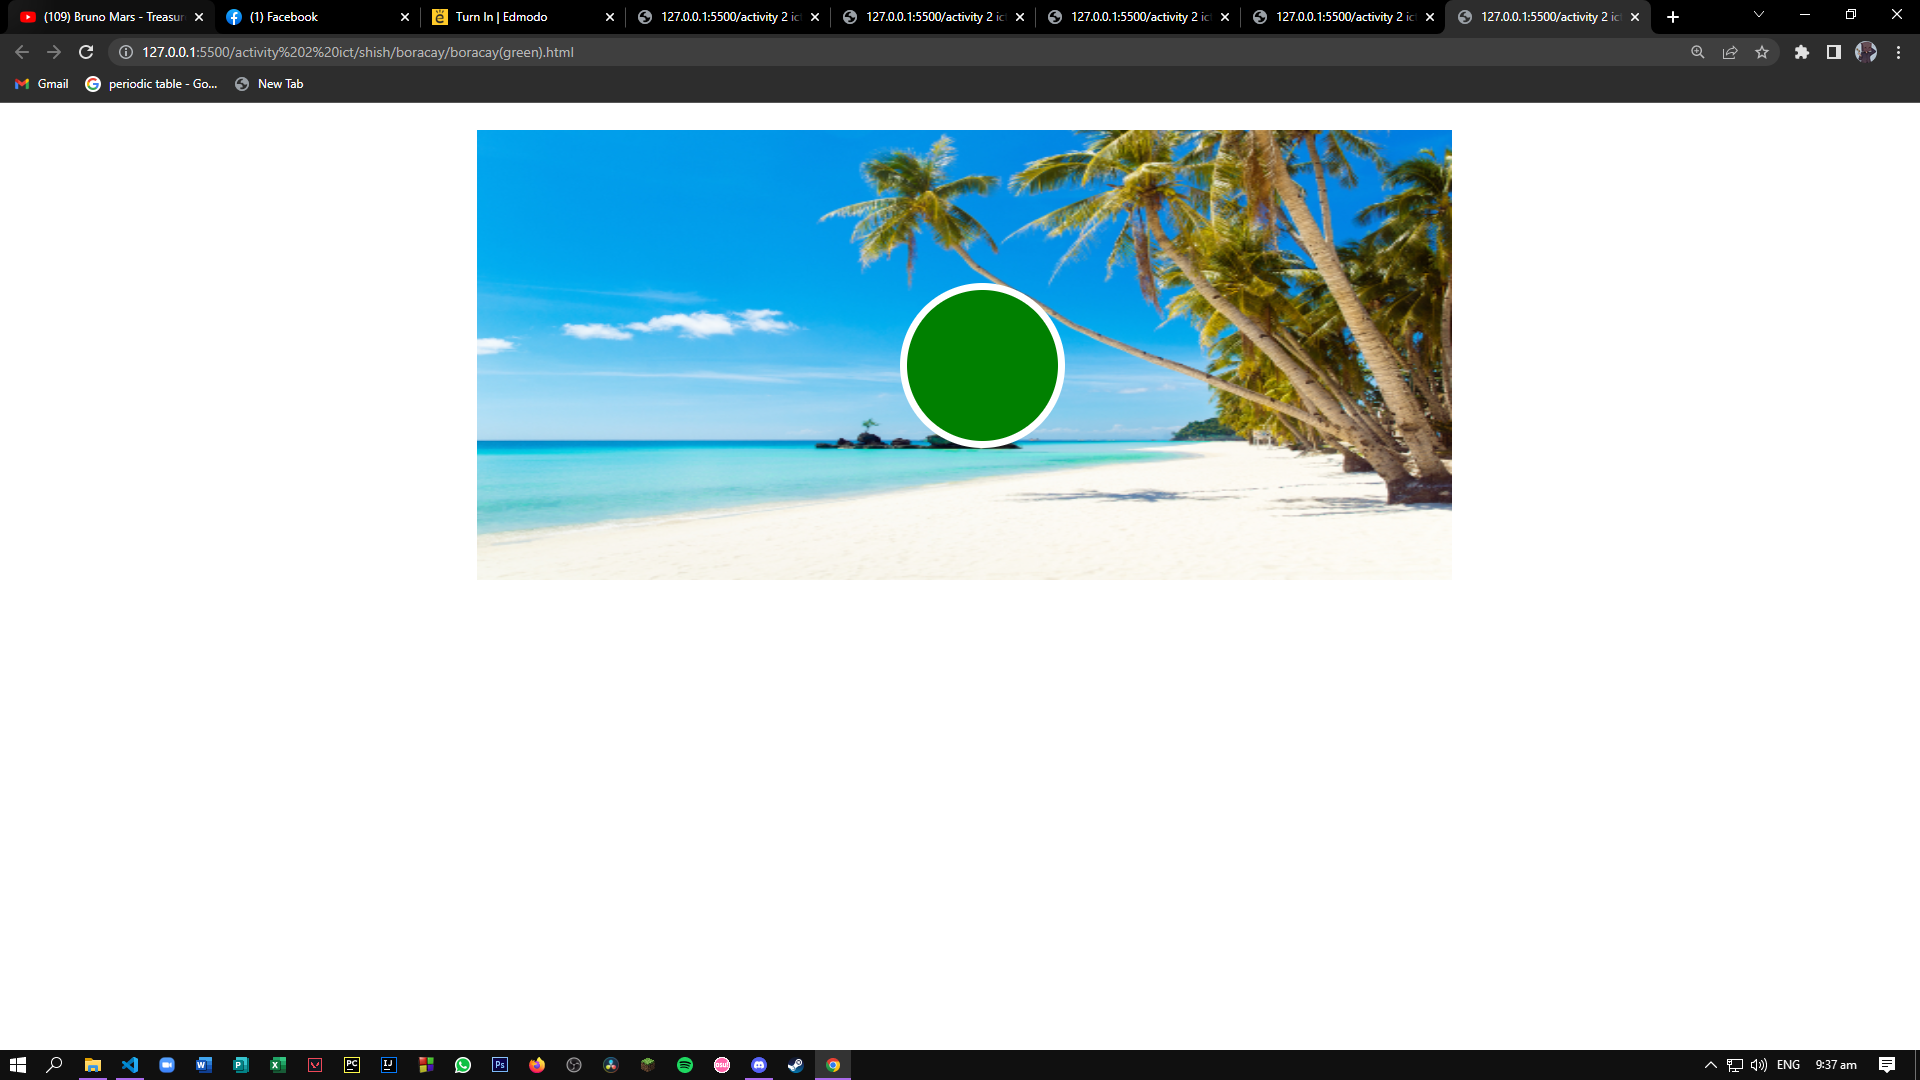 (109) Bruno Mars - Treasur
(1) Facebook
Turn In | Edmodo
127.0.0.1:5500/activity 2 ic
127.0.0.1:5500/activity 2 ic
127.0.0.1:5500/activity 2 ic
127.0.0.1:5500/activity 2 ic
127.0.0.1:5500/activity 2 ic
127.0.0.1:5500/activity%202%20ict/shish/boracay/boracay(green).html
Gmail
periodic table - Go...
New Tab
ENG
9:37 am